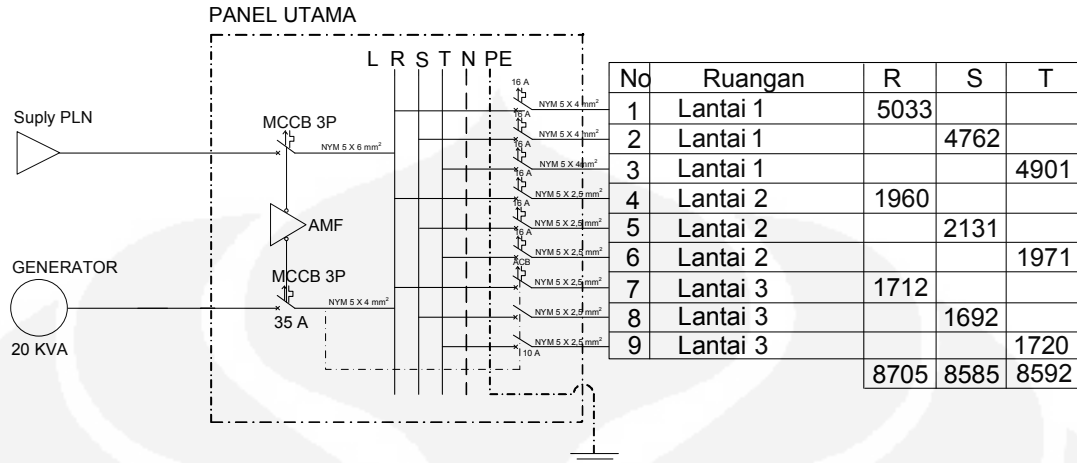 PANEL UTAMA
L R S T N PE
Suply PLN
MCCB 3P
NYM 5 X 6 mm²
AMF
GENERATOR
MCCB 3P
NYM 5 X 4 mm²
35 A
20 KVA
16 A
NYM 5 X 4 mm²
16 A
NYM 5 X 4 mm²
16 A
NYM 5 X 4mm²
16 A
NYM 5 X 2,5 mm²
16 A
NYM 5 X 2,5 mm²
16 A
NYM 5 X 2,5 mm²
ACB
NYM 5 X 2,5 mm²
NYM 5 X 2,5 mm²
NYM 5 X 2,5 mm²
10 A
No Ruangan R S T
1 Lantai 1 5033
2 Lantai 1 4762
3 Lantai 1 4901
4 Lantai 2 1960
5 Lantai 2 2131
6 Lantai 2 1971
7 Lantai 3 1712
8 Lantai 3 1692
9 Lantai 3 1720
8705 8585 8592